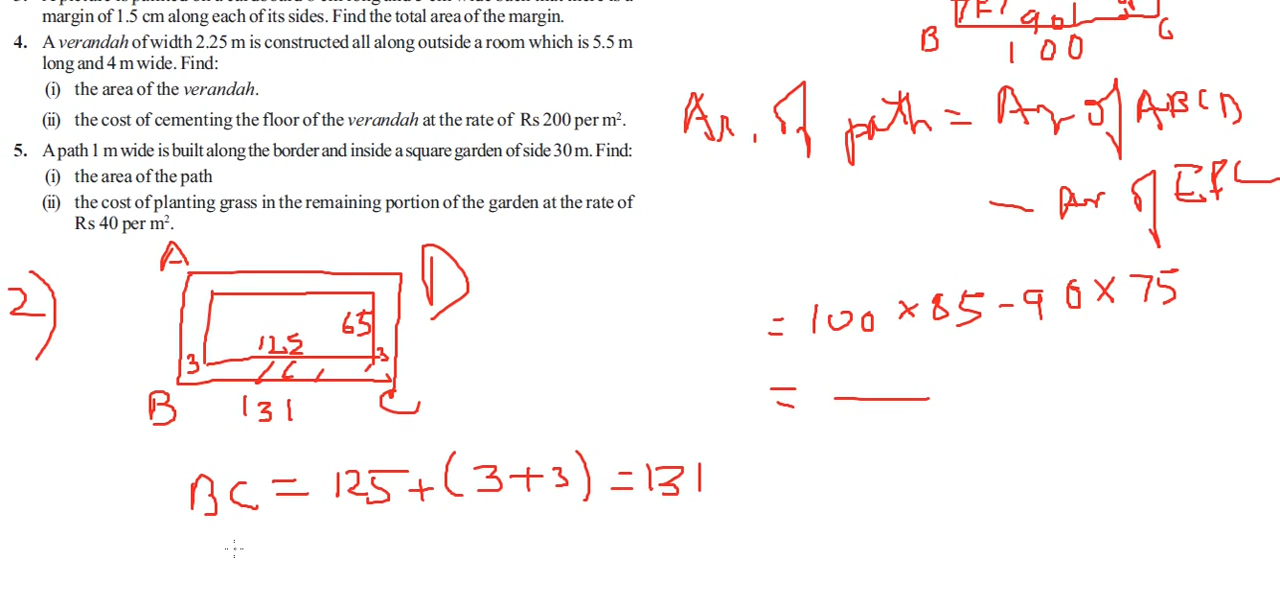 margin of 1.5 cm along each of its sides. Find the total area of the margin.
4. A verandah of width 2.25 m is constructed all along outside a room which is 5.5 m
long and 4 m wide. Find:
(i) the area of the verandah.
(ii) the cost of cementing the floor of the verandah at the rate of Rs 200 per m².
5. A path 1 m wide is built along the border and inside a square garden of side 30 m. Find:
(i) the area of the path
(ii) the cost of planting grass in the remaining portion of the garden at the rate of
Rs 40 per m².
B 90 C
100
Ar. of path = Ar of ABCD
- Ar of EF
= 100 × 85 - 90 × 75
=
2)
A D
65
125
3 3
B 131 C
BC = 125 + (3+3) = 131